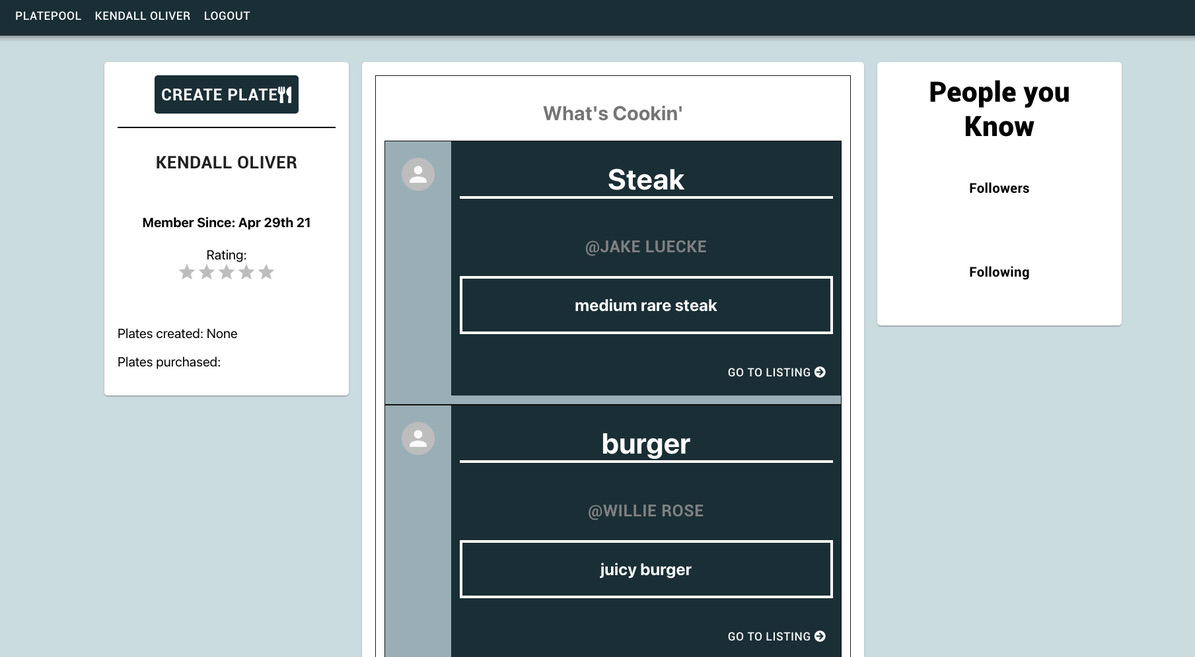 PLATEPOOL KENDALL OLIVER LOGOUT
CREATE PLATE
KENDALL OLIVER
Member Since: Apr 29th 21
Rating:
Plates created: None
Plates purchased:
What's Cookin'
Steak
@JAKE LUECKE
medium rare steak
GO TO LISTING
burger
@WILLIE ROSE
juicy burger
GO TO LISTING
People you
Know
Followers
Following